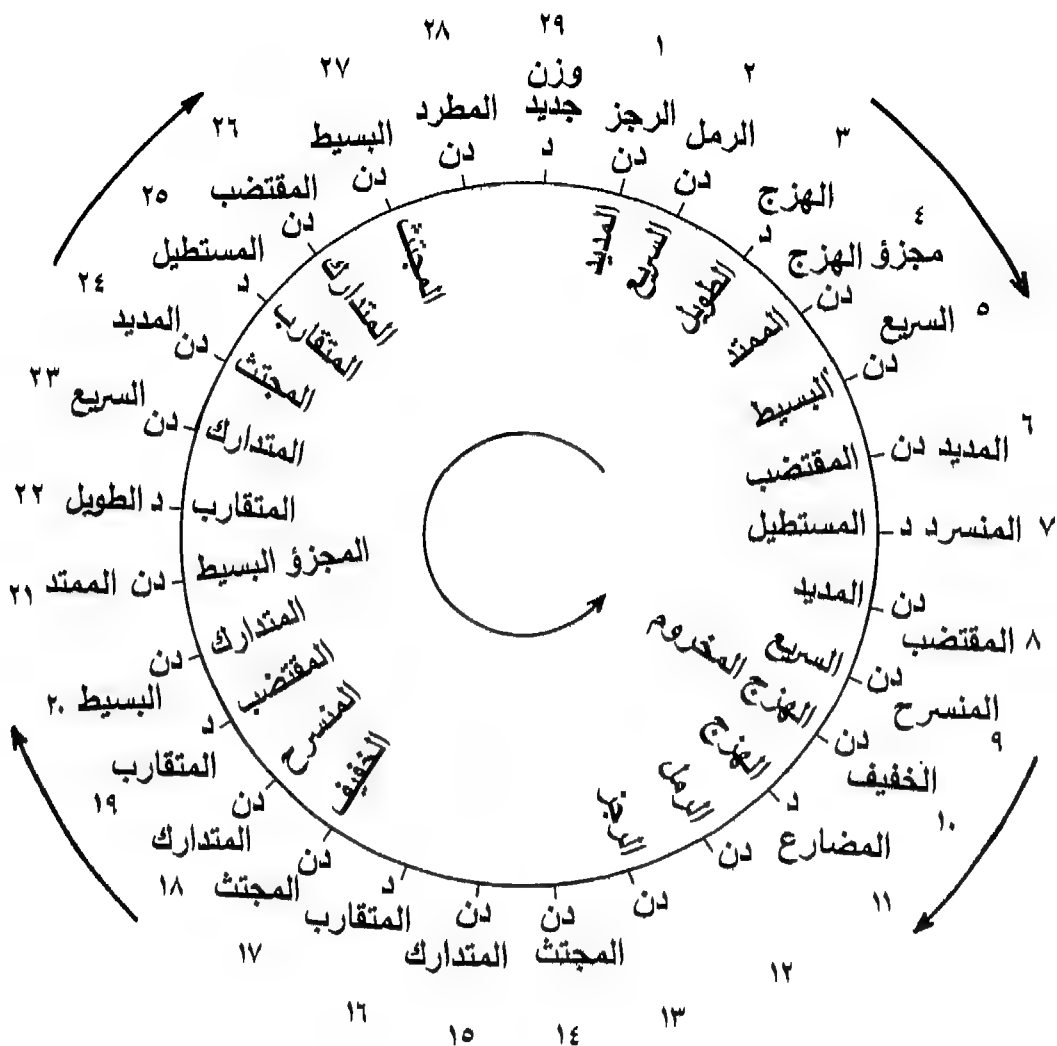 ٢٩
وزن
جديد
د
١
الرجز
دن
المديد
٢
الرمل
دن
السريع
٣
الهزج
د
الطويل
٤
مجزؤ الهزج
دن
الممتد
٥
السريع
دن
البسيط
٦
المديد
دن
المقتضب
٧
المنسرد
د
المستطيل
٨
المقتضب
دن
المديد
٩
المنسرح
دن
السريع
١٠
الخفيف
دن
الهزج المخروم
١١
المضارع
د
الهزج
١٢
دن
الرمل
١٣
دن
الرجز
١٤
المجتث
دن
١٥
المتدارك
دن
١٦
المتقارب
د
١٧
المجتث
دن
الخفيف
١٨
المتدارك
دن
المنسرح
١٩
المتقارب
د
المقتضب
٢٠
البسيط
دن
المتدارك
٢١
الممتد
دن
المجزؤ البسيط
٢٢
الطويل
د
المتقارب
٢٣
السريع
دن
المتدارك
٢٤
المديد
دن
المجتث
٢٥
المستطيل
د
المتقارب
٢٦
المقتضب
دن
المتدارك
٢٧
البسيط
دن
المجتث
٢٨
المطرد
دن